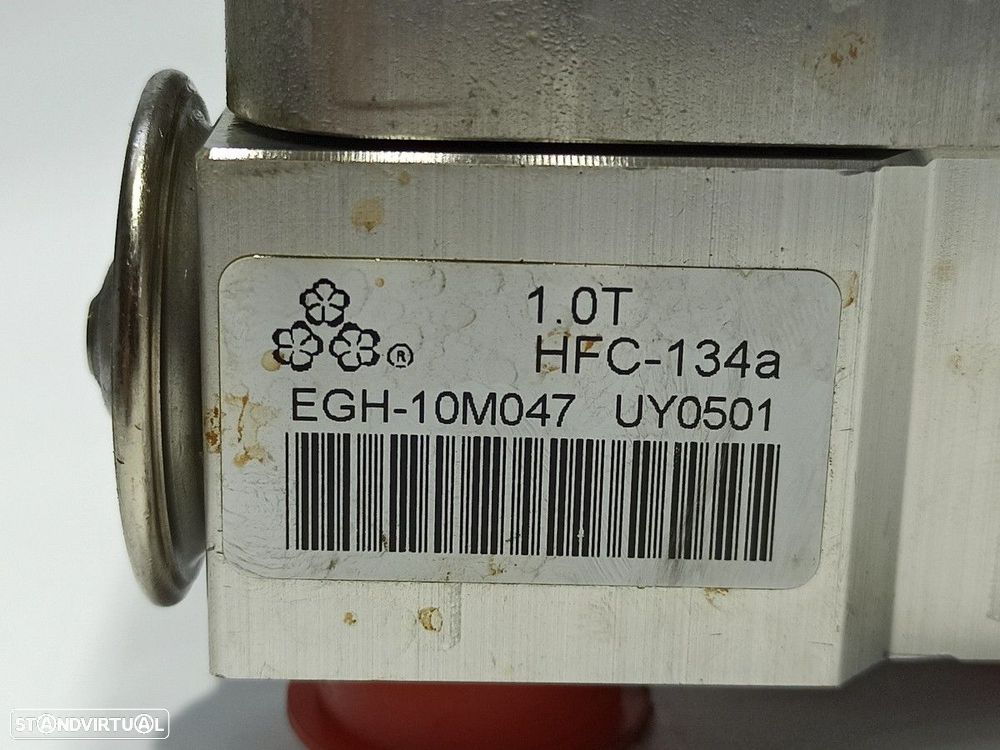 ®
1.0T
HFC-134a
EGH-10M047 UY0501
STANDVIRTUAL